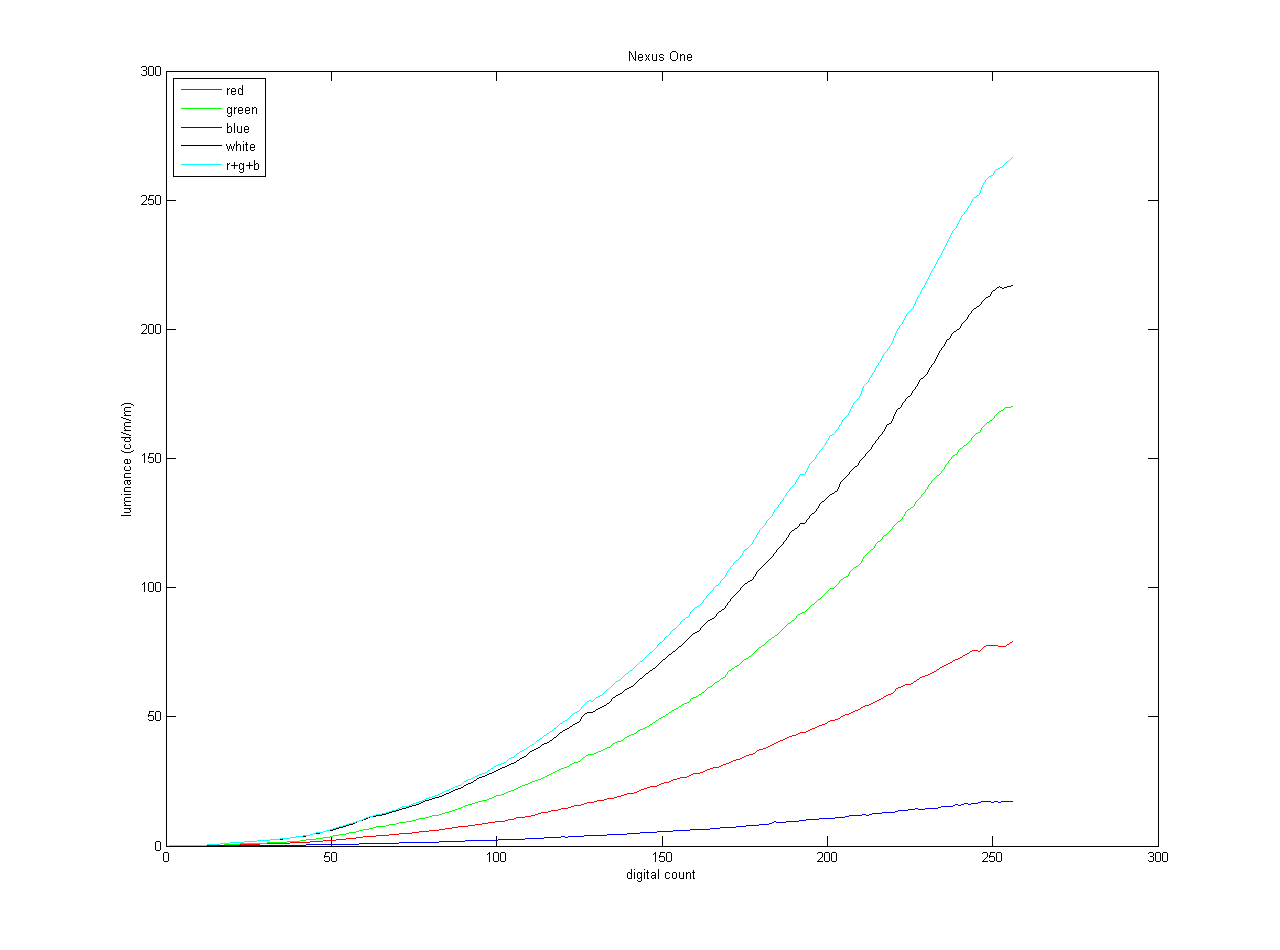 Nexus One
300
red
green
blue
white
r+g+b
250
200
150
luminance (cd/m/m)
100
50
0
0 50 100 150 200 250 300
digital count